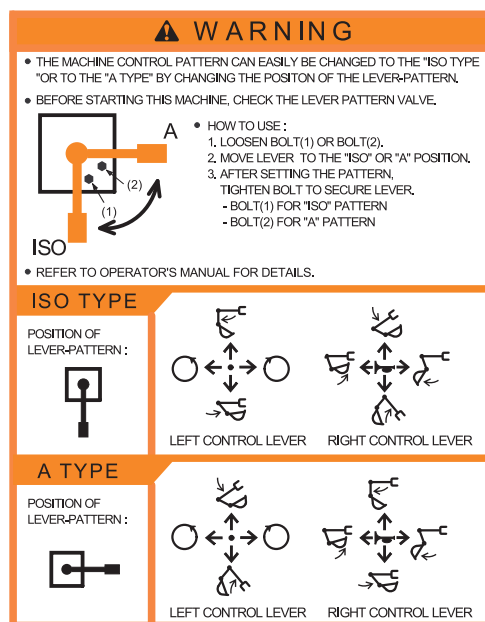 WARNING
• THE MACHINE CONTROL PATTERN CAN EASILY BE CHANGED TO THE "ISO TYPE
"OR TO THE "A TYPE" BY CHANGING THE POSITON OF THE LEVER-PATTERN.
• BEFORE STARTING THIS MACHINE, CHECK THE LEVER PATTERN VALVE.
A
(2)
(1)
ISO
• HOW TO USE :
1. LOOSEN BOLT(1) OR BOLT(2).
2. MOVE LEVER TO THE "ISO" OR "A" POSITION.
3. AFTER SETTING THE PATTERN,
TIGHTEN BOLT TO SECURE LEVER.
- BOLT(1) FOR "ISO" PATTERN
- BOLT(2) FOR "A" PATTERN
• REFER TO OPERATOR'S MANUAL FOR DETAILS.
ISO TYPE
POSITION OF
LEVER-PATTERN :
LEFT CONTROL LEVER
RIGHT CONTROL LEVER
A TYPE
POSITION OF
LEVER-PATTERN :
LEFT CONTROL LEVER
RIGHT CONTROL LEVER